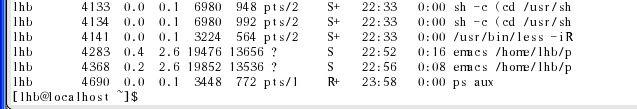 lhb 4133 0.0 0.1 6980 948 pts/2 S+ 22:33 0:00 sh -c (cd /usr/sh
lhb 4134 0.0 0.1 6980 992 pts/2 S+ 22:33 0:00 sh -c (cd /usr/sh
lhb 4141 0.0 0.1 3224 564 pts/2 S+ 22:33 0:00 /usr/bin/less -iR
lhb 4283 0.4 2.6 19476 13656 ? S 22:52 0:16 emacs /home/lhb/p
lhb 4368 0.2 2.6 19852 13536 ? S 22:56 0:08 emacs /home/lhb/p
lhb 4690 0.0 0.1 3448 772 pts/1 R+ 23:58 0:00 ps aux
[lhb@localhost ~]$